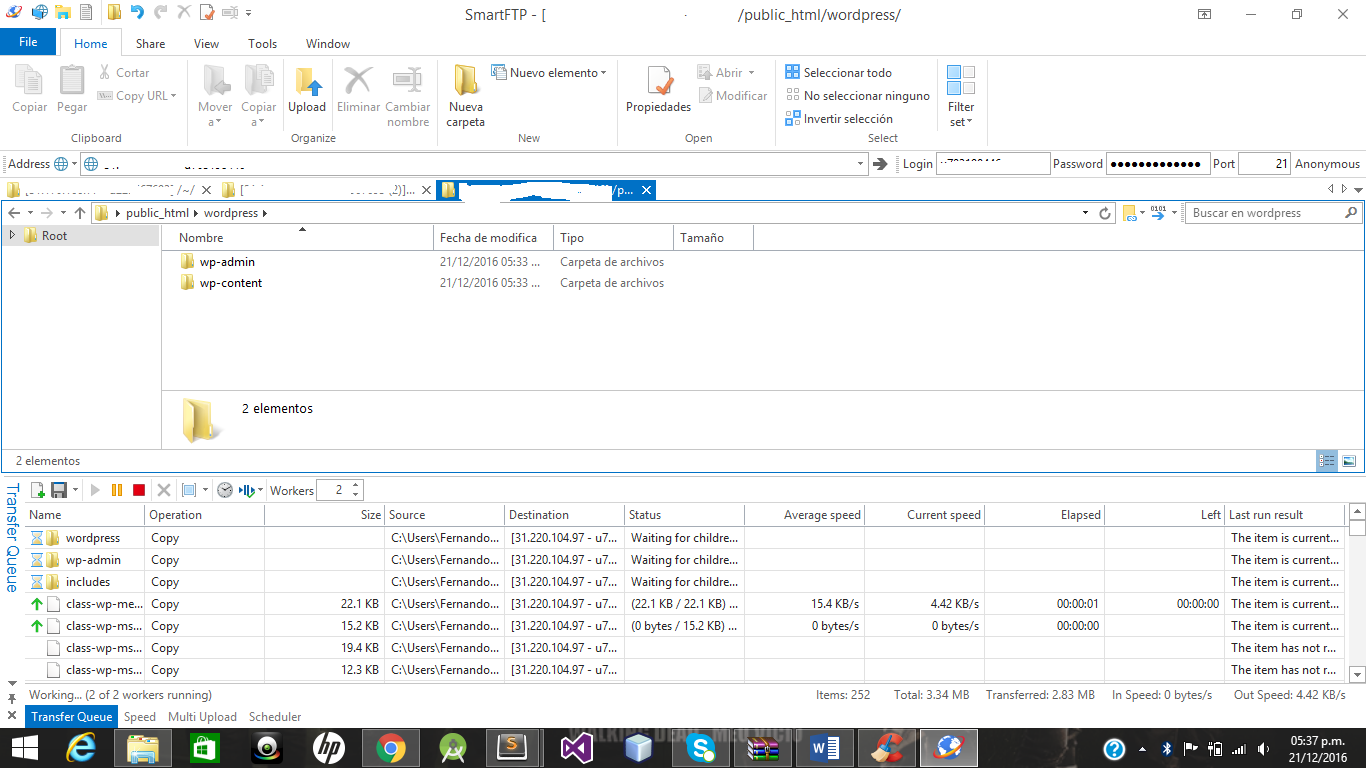 SmartFTP - [ /public_html/wordpress/
File Home Share View Tools Window
Copiar
Pegar
Cortar
Copy URL
Clipboard
Mover a
Copiar a
Upload
Eliminar
Cambiar nombre
Organize
Nueva carpeta
Nuevo elemento
New
Propiedades
Abrir
Modificar
Open
Seleccionar todo
No seleccionar ninguno
Invertir selección
Select
Filter set
Address Login Password ●●●●●●●●●●●●● Port 21 Anonymous
public_html wordpress Buscar en wordpress
Root
Nombre Fecha de modifica Tipo Tamaño
wp-admin 21/12/2016 05:33 ... Carpeta de archivos
wp-content 21/12/2016 05:33 ... Carpeta de archivos
2 elementos
2 elementos
Transfer Queue
Workers 2
Name Operation Size Source Destination Status Average speed Current speed Elapsed Left Last run result
wordpress Copy C:\Users\Fernando... [31.220.104.97 - u7... Waiting for childre... The item is current...
wp-admin Copy C:\Users\Fernando... [31.220.104.97 - u7... Waiting for childre... The item is current...
includes Copy C:\Users\Fernando... [31.220.104.97 - u7... Waiting for childre... The item is current...
class-wp-me... Copy 22.1 KB C:\Users\Fernando... [31.220.104.97 - u7... (22.1 KB / 22.1 KB) ... 15.4 KB/s 4.42 KB/s 00:00:01 00:00:00 The item is current...
class-wp-ms... Copy 15.2 KB C:\Users\Fernando... [31.220.104.97 - u7... (0 bytes / 15.2 KB) ... 0 bytes/s 0 bytes/s 00:00:00 The item is current...
class-wp-ms... Copy 19.4 KB C:\Users\Fernando... [31.220.104.97 - u7... The item has not r...
class-wp-ms... Copy 12.3 KB C:\Users\Fernando... [31.220.104.97 - u7... The item has not r...
Working... (2 of 2 workers running) Items: 252 Total: 3.34 MB Transferred: 2.83 MB In Speed: 0 bytes/s Out Speed: 4.42 KB/s
Transfer Queue Speed Multi Upload Scheduler
05:37 p.m.
21/12/2016